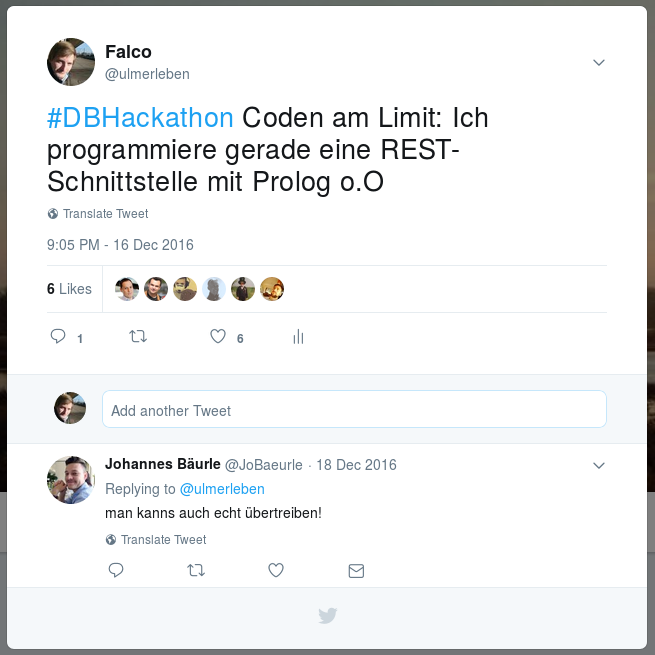 Falco
@ulmerleben
#DBHackathon Coden am Limit: Ich
programmiere gerade eine REST-
Schnittstelle mit Prolog o.O
Translate Tweet
9:05 PM - 16 Dec 2016
6 Likes
1 6
Add another Tweet
Johannes Bäurle @JoBaeurle · 18 Dec 2016
Replying to @ulmerleben
man kanns auch echt übertreiben!
Translate Tweet